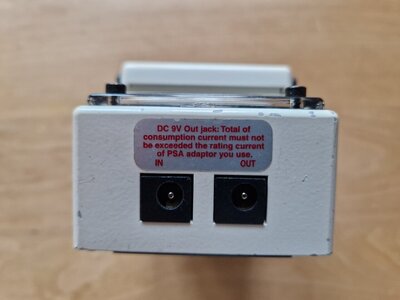 DC 9V Out jack: Total of
consumption current must not
be exceeded the rating current
of PSA adaptor you use.
IN OUT